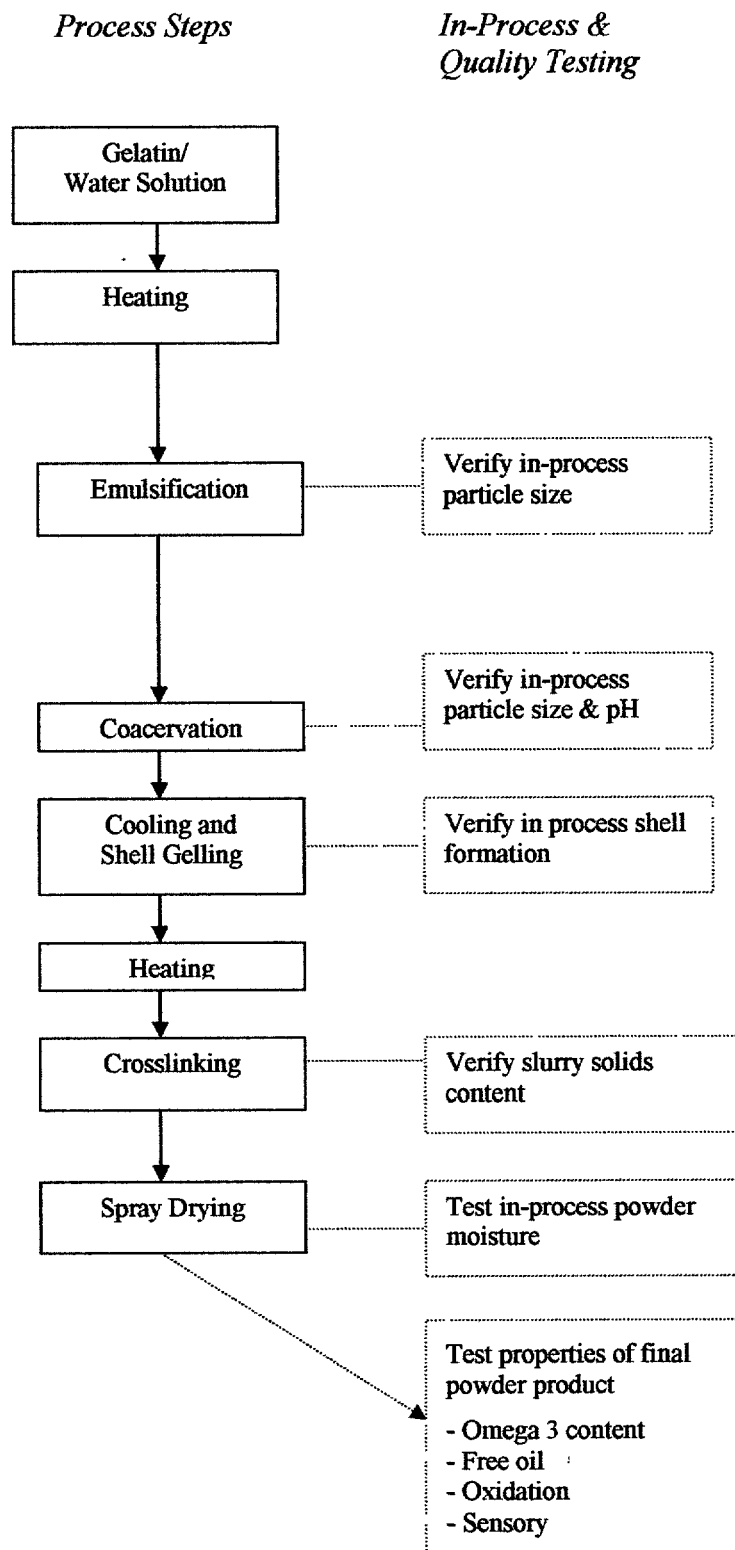 Process Steps
In-Process &
Quality Testing
Gelatin/
Water Solution
Heating
Emulsification
Verify in-process
particle size
Verify in-process
particle size & pH
Coacervation
Cooling and
Shell Gelling
Verify in process shell
formation
Heating
Crosslinking
Verify slurry solids
content
Spray Drying
Test in-process powder
moisture
Test properties of final
powder product
- Omega 3 content
- Free oil
- Oxidation
- Sensory